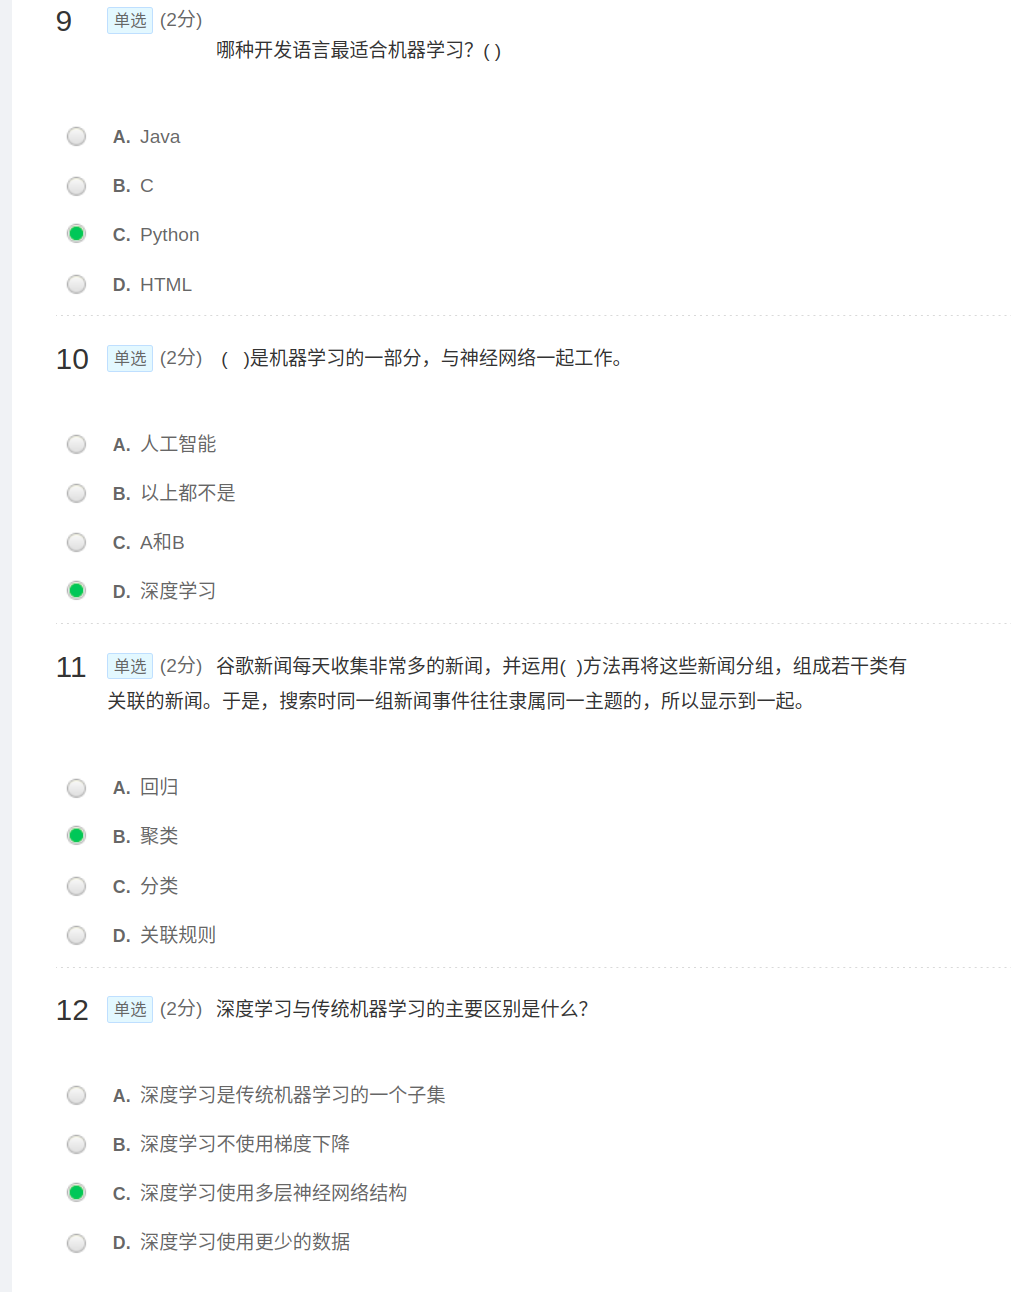 9 单选 (2分)
哪种开发语言最适合机器学习？( )
A. Java
B. C
C. Python
D. HTML
10 单选 (2分) (   )是机器学习的一部分，与神经网络一起工作。
A. 人工智能
B. 以上都不是
C. A和B
D. 深度学习
11 单选 (2分) 谷歌新闻每天收集非常多的新闻，并运用(  )方法再将这些新闻分组，组成若干类有
关联的新闻。于是，搜索时同一组新闻事件往往隶属同一主题的，所以显示到一起。
A. 回归
B. 聚类
C. 分类
D. 关联规则
12 单选 (2分) 深度学习与传统机器学习的主要区别是什么？
A. 深度学习是传统机器学习的一个子集
B. 深度学习不使用梯度下降
C. 深度学习使用多层神经网络结构
D. 深度学习使用更少的数据